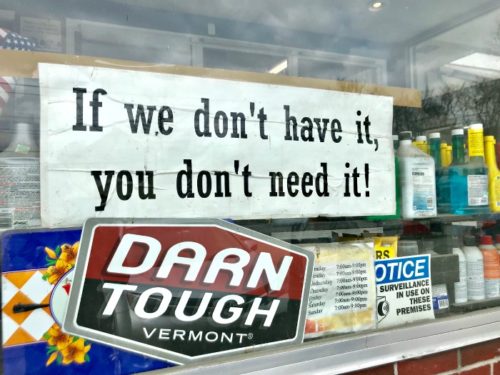 If we don't have it,
you don't need it!
DARN
TOUGH
VERMONT®
RS
OTICE
SURVEILLANCE
IN USE ON
THESE
PREMISES